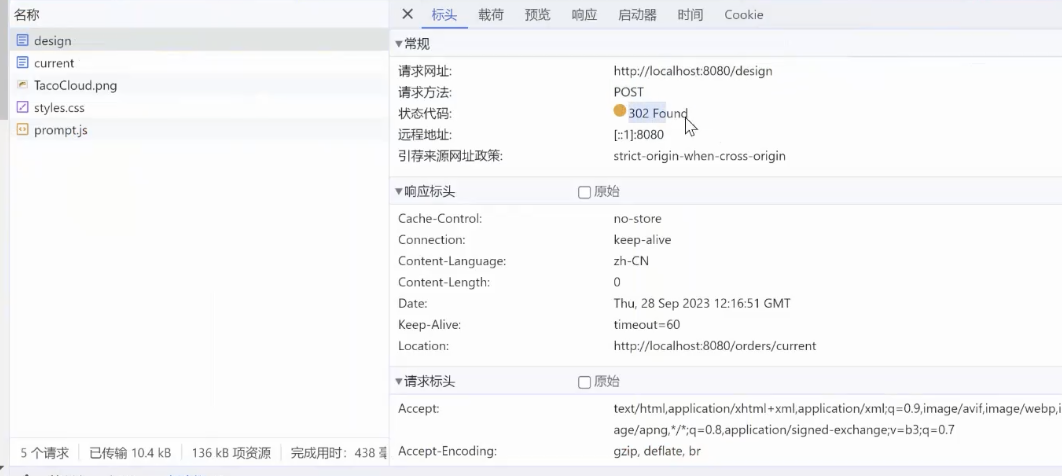 名称
design
current
TacoCloud.png
styles.css
prompt.js
5 个请求 已传输 10.4 kB 136 kB 项资源 完成用时: 438
标头 载荷 预览 响应 启动器 时间 Cookie
常规
请求网址: http://localhost:8080/design
请求方法: POST
状态代码: 302 Found
远程地址: [::1]:8080
引荐来源网址政策: strict-origin-when-cross-origin
响应标头 原始
Cache-Control: no-store
Connection: keep-alive
Content-Language: zh-CN
Content-Length: 0
Date: Thu, 28 Sep 2023 12:16:51 GMT
Keep-Alive: timeout=60
Location: http://localhost:8080/orders/current
请求标头 原始
Accept: text/html,application/xhtml+xml,application/xml;q=0.9,image/avif,image/webp,i
age/apng,*/*;q=0.8,application/signed-exchange;v=b3;q=0.7
Accept-Encoding: gzip, deflate, br